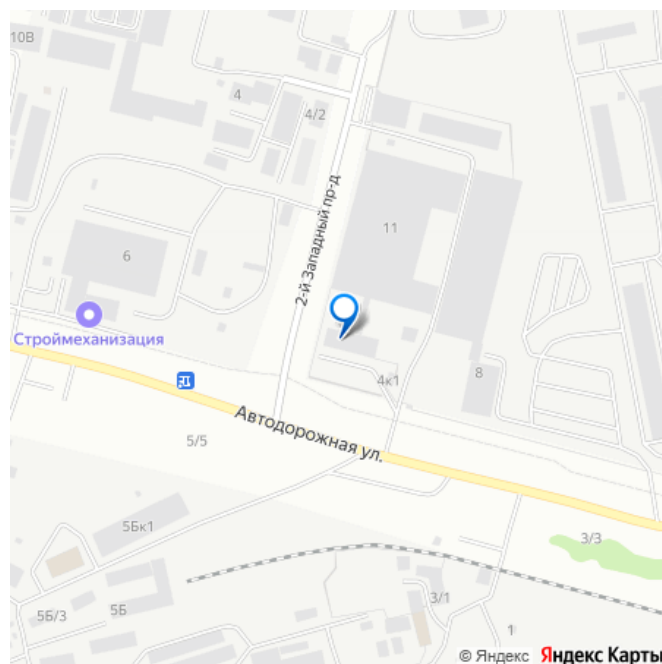 10В
4
4/2
2-й Западный пр-д
11
6
Строймеханизация
4к1
8
Автодорожная ул.
5/5
5Бк1
3/3
5Б/3
5Б
3/1
1
© Яндекс Яндекс Карты